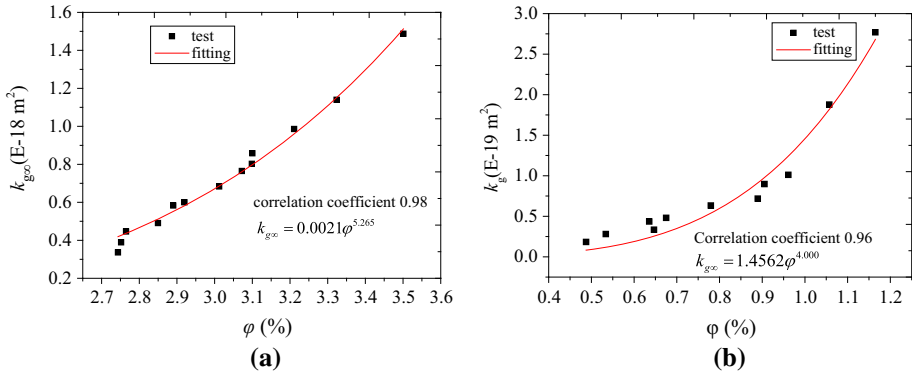 (a)
1.6
1.4
1.2
1.0
0.8
0.6
0.4
0.2
k_g∞(E-18 m²)
test
fitting
correlation coefficient 0.98
k_g∞ = 0.0021φ^5.265
2.7 2.8 2.9 3.0 3.1 3.2 3.3 3.4 3.5 3.6
φ (%)
(a)
(b)
3.0
2.5
2.0
1.5
1.0
0.5
0.0
k_g(E-19 m²)
test
fitting
Correlation coefficient 0.96
k_g∞ = 1.4562φ^4.000
0.4 0.5 0.6 0.7 0.8 0.9 1.0 1.1 1.2
φ (%)
(b)